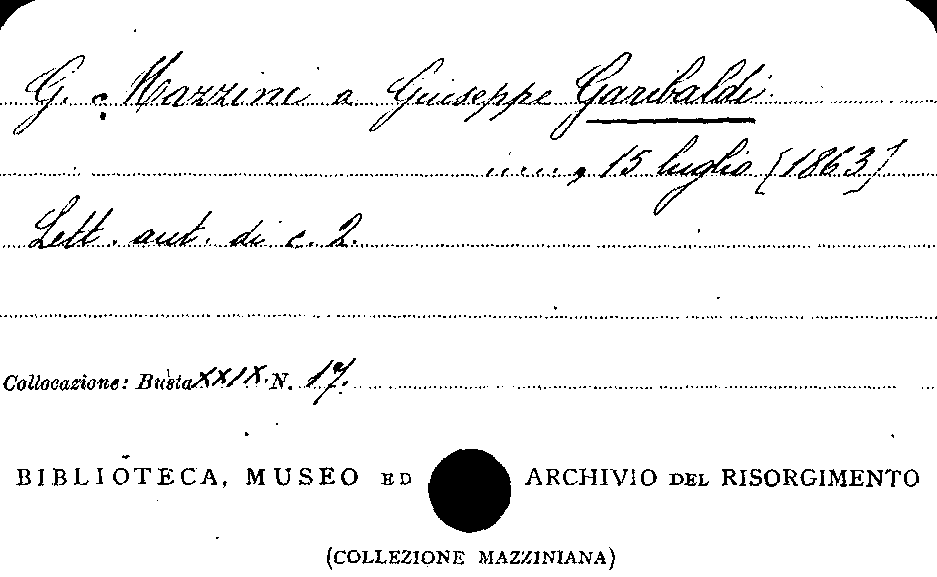 G. Mazzini a Giuseppe Garibaldi.
....., 15 luglio [1863]
Lett. aut. di c. 2.
Collocazione: Busta XXIX. N. 17.
BIBLIOTECA, MUSEO ED ARCHIVIO DEL RISORGIMENTO
(COLLEZIONE MAZZINIANA)